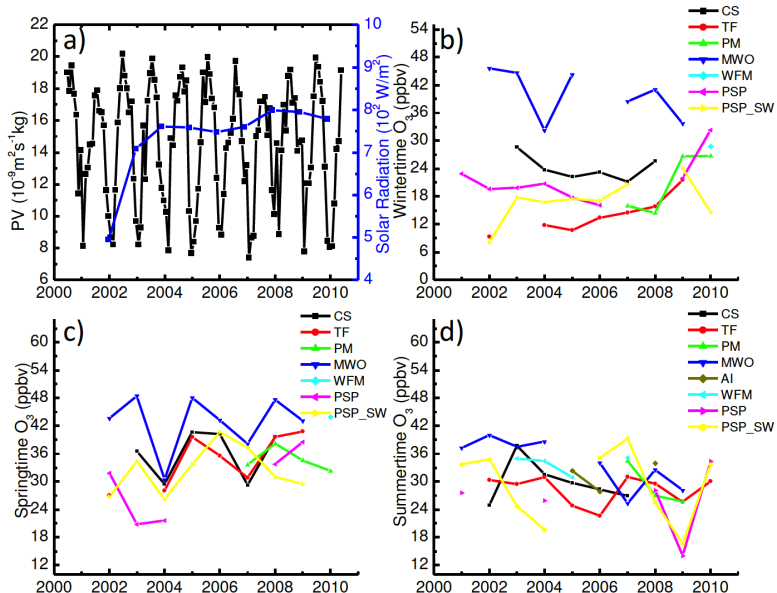 a)
PV (10⁻⁹m²s⁻¹kg)
22
20
18
16
14
12
10
8
6
10
9
8
7
6
5
4
Solar Radiation (10² W/m²)
2000 2002 2004 2006 2008 2010
b)
Wintertime O₃ (ppbv)
54
48
42
36
30
24
18
12
6
0
CS
TF
PM
MWO
WFM
PSP
PSP_SW
2000 2002 2004 2006 2008 2010
c)
Springtime O₃ (ppbv)
60
54
48
42
36
30
24
18
12
CS
TF
PM
MWO
WFM
PSP
PSP_SW
2000 2002 2004 2006 2008 2010
d)
Summertime O₃ (ppbv)
60
54
48
42
36
30
24
18
12
CS
TF
PM
MWO
AI
WFM
PSP
PSP_SW
2000 2002 2004 2006 2008 2010